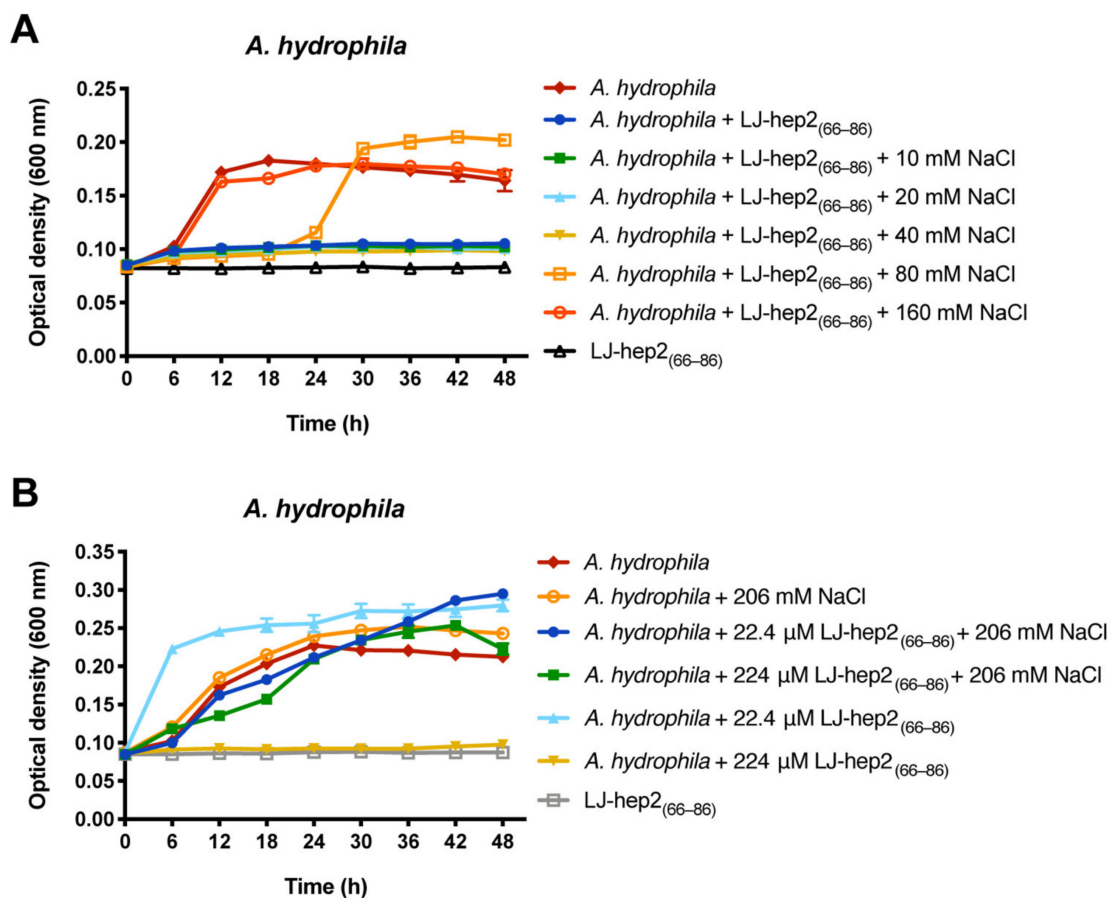 A
A. hydrophila
Optical density (600 nm)
0.25
0.20
0.15
0.10
0.05
0.00
0 6 12 18 24 30 36 42 48
Time (h)
A. hydrophila
A. hydrophila + LJ-hep2(66–86)
A. hydrophila + LJ-hep2(66–86) + 10 mM NaCl
A. hydrophila + LJ-hep2(66–86) + 20 mM NaCl
A. hydrophila + LJ-hep2(66–86) + 40 mM NaCl
A. hydrophila + LJ-hep2(66–86) + 80 mM NaCl
A. hydrophila + LJ-hep2(66–86) + 160 mM NaCl
LJ-hep2(66–86)
B
A. hydrophila
Optical density (600 nm)
0.35
0.30
0.25
0.20
0.15
0.10
0.05
0.00
0 6 12 18 24 30 36 42 48
Time (h)
A. hydrophila
A. hydrophila + 206 mM NaCl
A. hydrophila + 22.4 µM LJ-hep2(66–86) + 206 mM NaCl
A. hydrophila + 224 µM LJ-hep2(66–86) + 206 mM NaCl
A. hydrophila + 22.4 µM LJ-hep2(66–86)
A. hydrophila + 224 µM LJ-hep2(66–86)
LJ-hep2(66–86)